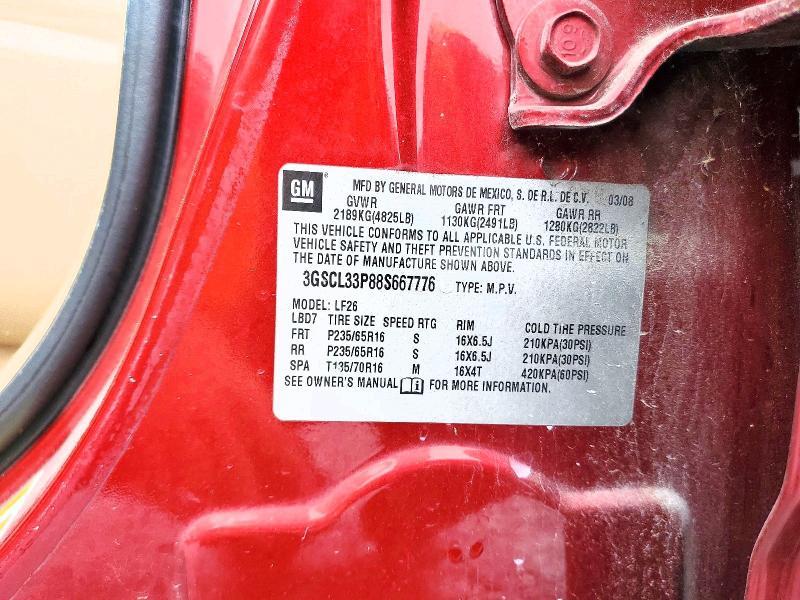 109
GM ® MFD BY GENERAL MOTORS DE MEXICO, S. DE R.L. DE C.V. 03/08
GVWR GAWR FRT GAWR RR
2189KG(4825LB) 1130KG(2491LB) 1280KG(2822LB)
THIS VEHICLE CONFORMS TO ALL APPLICABLE U.S. FEDERAL MOTOR
VEHICLE SAFETY AND THEFT PREVENTION STANDARDS IN EFFECT ON
THE DATE OF MANUFACTURE SHOWN ABOVE.
3GSCL33P88S667776 TYPE: M.P.V.
MODEL: LF26
LBD7 TIRE SIZE SPEED RTG RIM COLD TIRE PRESSURE
FRT P235/65R16 S 16X6.5J 210KPA(30PSI)
RR P235/65R16 S 16X6.5J 210KPA(30PSI)
SPA T135/70R16 M 16X4T 420KPA(60PSI)
SEE OWNER'S MANUAL FOR MORE INFORMATION.